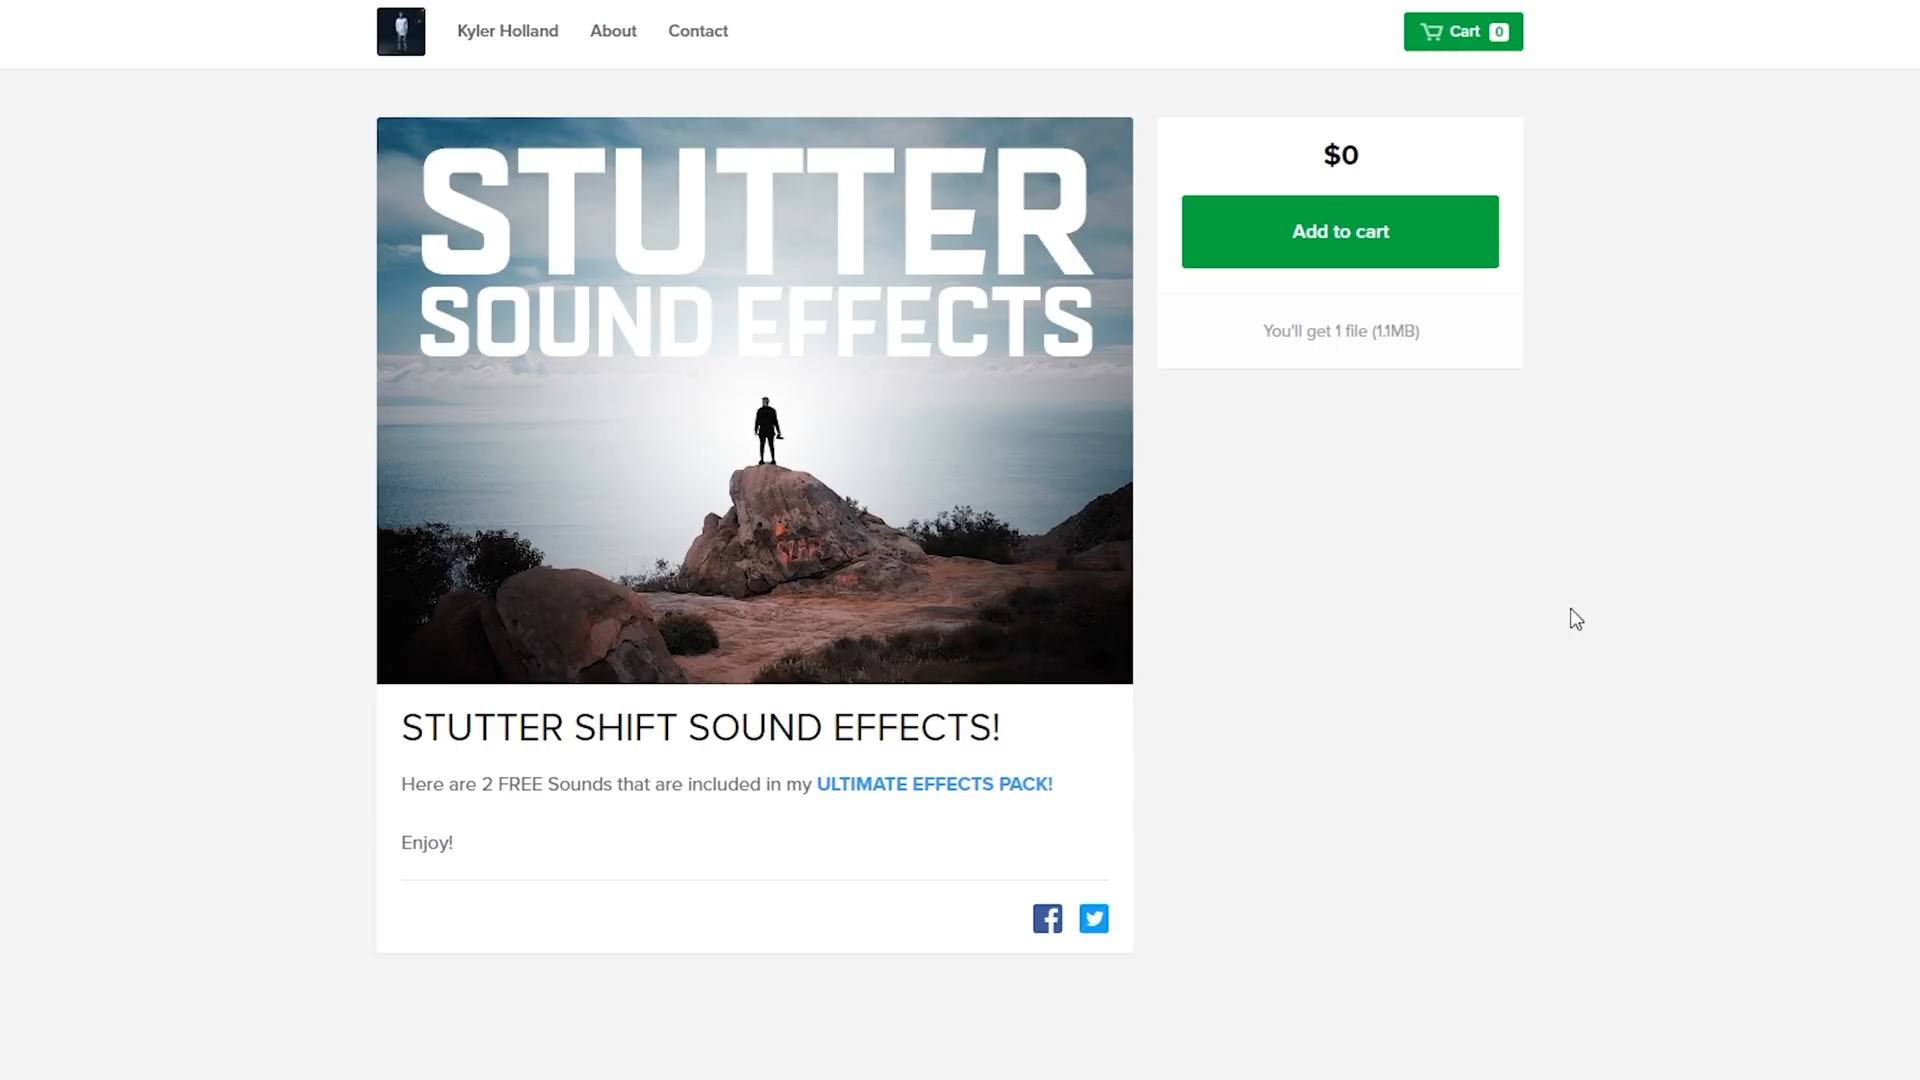 Kyler Holland About Contact Cart 0
STUTTER
SOUND EFFECTS
$0
Add to cart
You'll get 1 file (1.1MB)
STUTTER SHIFT SOUND EFFECTS!
Here are 2 FREE Sounds that are included in my ULTIMATE EFFECTS PACK!
Enjoy!